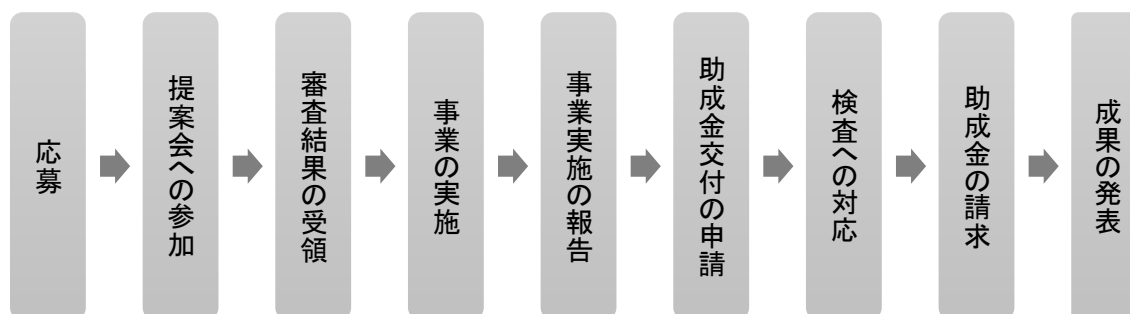 応募
提案会への参加
審査結果の受領
事業の実施
事業実施の報告
助成金交付の申請
検査への対応
助成金の請求
成果の発表